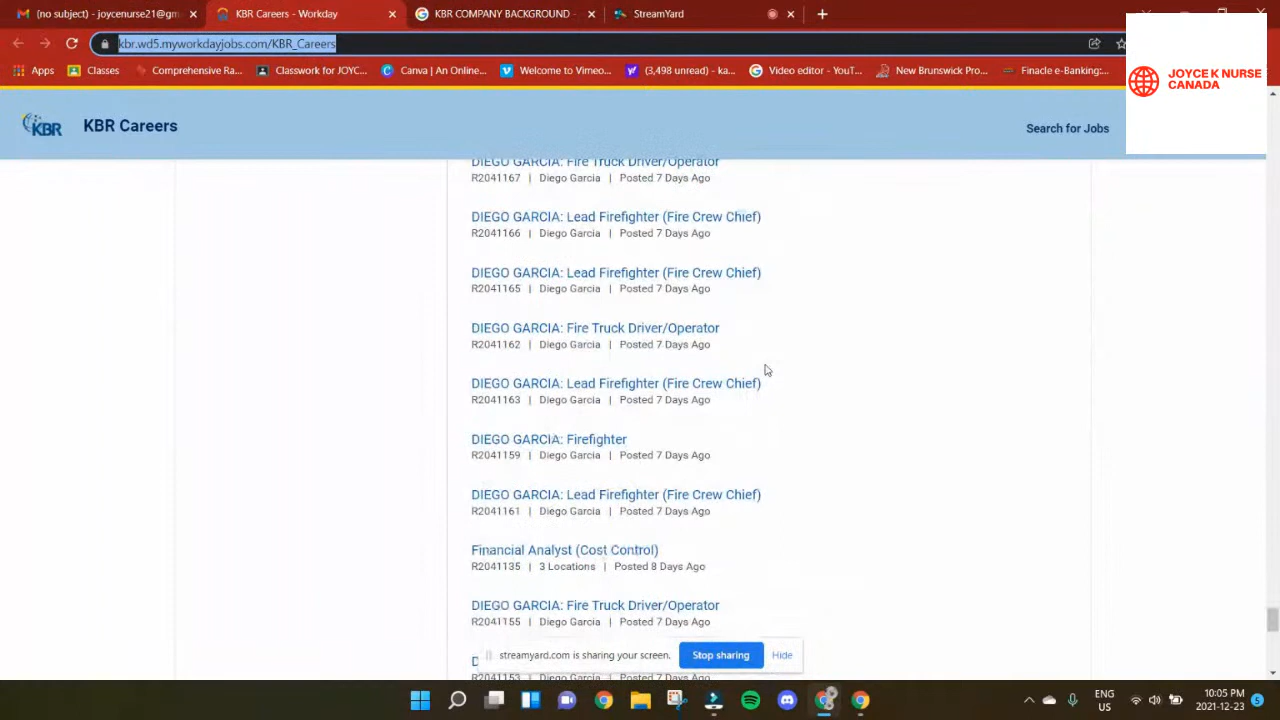 (no subject) - joycenurse21@gm
KBR Careers - Workday
KBR COMPANY BACKGROUND -
StreamYard
kbr.wd5.myworkdayjobs.com/KBR_Careers
Apps
Classes
Comprehensive Ra...
Classwork for JOYC...
Canva | An Online...
Welcome to Vimeo...
(3,498 unread) - ka...
Video editor - YouT...
New Brunswick Pro...
Finacle e-Banking:...
JOYCE K NURSE
CANADA
KBR
KBR Careers
Search for Jobs
DIEGO GARCIA: Fire Truck Driver/Operator
R2041167 | Diego Garcia | Posted 7 Days Ago
DIEGO GARCIA: Lead Firefighter (Fire Crew Chief)
R2041166 | Diego Garcia | Posted 7 Days Ago
DIEGO GARCIA: Lead Firefighter (Fire Crew Chief)
R2041165 | Diego Garcia | Posted 7 Days Ago
DIEGO GARCIA: Fire Truck Driver/Operator
R2041162 | Diego Garcia | Posted 7 Days Ago
DIEGO GARCIA: Lead Firefighter (Fire Crew Chief)
R2041163 | Diego Garcia | Posted 7 Days Ago
DIEGO GARCIA: Firefighter
R2041159 | Diego Garcia | Posted 7 Days Ago
DIEGO GARCIA: Lead Firefighter (Fire Crew Chief)
R2041161 | Diego Garcia | Posted 7 Days Ago
Financial Analyst (Cost Control)
R2041135 | 3 Locations | Posted 8 Days Ago
DIEGO GARCIA: Fire Truck Driver/Operator
R2041155 | Diego Garcia | Posted 7 Days Ago
streamyard.com is sharing your screen.
Stop sharing
Hide
R2041153 | Diego Garcia | Posted 7 Days Ago
ENG
US
10:05 PM
2021-12-23
5